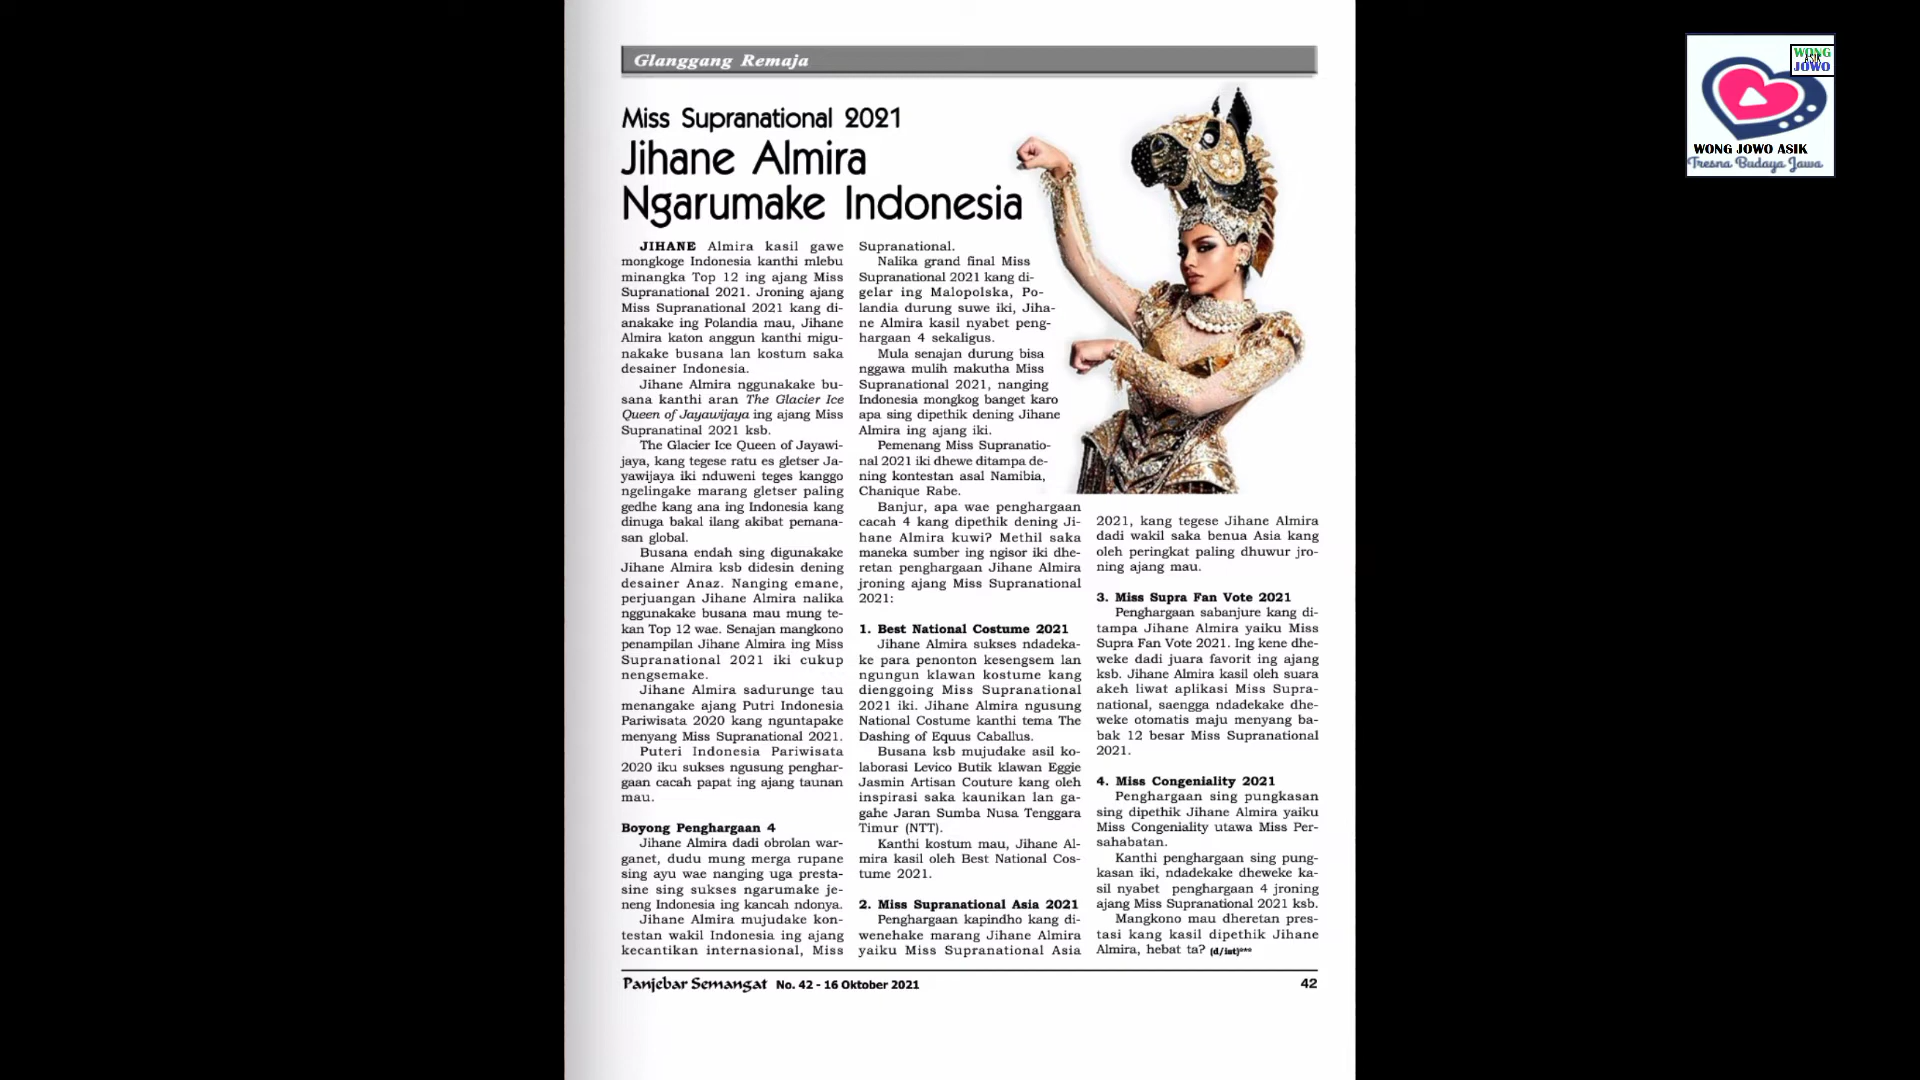 Glanggang Remaja
Miss Supranational 2021
Jihane Almira
Ngarumake Indonesia
JIHANE Almira kasil gawe
mongkoge Indonesia kanthi mlebu
minangka Top 12 ing ajang Miss
Supranational 2021. Jroning ajang
Miss Supranational 2021 kang di-
anakake ing Polandia mau, Jihane
Almira katon anggun kanthi migu-
nakake busana lan kostum saka
desainer Indonesia.
Jihane Almira nggunakake bu-
sana kanthi aran The Glacier Ice
Queen of Jayawijaya ing ajang Miss
Supranatinal 2021 ksb.
The Glacier Ice Queen of Jayawi-
jaya, kang tegese ratu es gletser Ja-
yawijaya iki nduweni teges kanggo
ngelingake marang gletser paling
gedhe kang ana ing Indonesia kang
dinuga bakal ilang akibat pemana-
san global.
Busana endah sing digunakake
Jihane Almira ksb didesin dening
desainer Anaz. Nanging emane,
perjuangan Jihane Almira nalika
nggunakake busana mau mung te-
kan Top 12 wae. Senajan mangkono
penampilan Jihane Almira ing Miss
Supranational 2021 iki cukup
nengsemake.
Jihane Almira sadurunge tau
menangake ajang Putri Indonesia
Pariwisata 2020 kang nguntapake
menyang Miss Supranational 2021.
Puteri Indonesia Pariwisata
2020 iku sukses ngusung penghar-
gaan cacah papat ing ajang taunan
mau.
Boyong Penghargaan 4
Jihane Almira dadi obrolan war-
ganet, dudu mung merga rupane
sing ayu wae nanging uga presta-
sine sing sukses ngarumake je-
neng Indonesia ing kancah ndonya.
Jihane Almira mujudake kon-
testan wakil Indonesia ing ajang
kecantikan internasional, Miss
Supranational.
Nalika grand final Miss
Supranational 2021 kang di-
gelar ing Malopolska, Po-
landia durung suwe iki, Jiha-
ne Almira kasil nyabet peng-
hargaan 4 sekaligus.
Mula senajan durung bisa
nggawa mulih makutha Miss
Supranational 2021, nanging
Indonesia mongkog banget karo
apa sing dipethik dening Jihane
Almira ing ajang iki.
Pemenang Miss Supranatio-
nal 2021 iki dhewe ditampa de-
ning kontestan asal Namibia,
Chanique Rabe.
Banjur, apa wae penghargaan
cacah 4 kang dipethik dening Ji-
hane Almira kuwi? Methil saka
maneka sumber ing ngisor iki dhe-
retan penghargaan Jihane Almira
jroning ajang Miss Supranational
2021:
1. Best National Costume 2021
Jihane Almira sukses ndadeka-
ke para penonton kesengsem lan
ngungun klawan kostume kang
dienggoing Miss Supranational
2021 iki. Jihane Almira ngusung
National Costume kanthi tema The
Dashing of Equus Caballus.
Busana ksb mujudake asil ko-
laborasi Levico Butik klawan Eggie
Jasmin Artisan Couture kang oleh
inspirasi saka kaunikan lan ga-
gahe Jaran Sumba Nusa Tenggara
Timur (NTT).
Kanthi kostum mau, Jihane Al-
mira kasil oleh Best National Cos-
tume 2021.
2. Miss Supranational Asia 2021
Penghargaan kapindho kang di-
wenehake marang Jihane Almira
yaiku Miss Supranational Asia
2021, kang tegese Jihane Almira
dadi wakil saka benua Asia kang
oleh peringkat paling dhuwur jro-
ning ajang mau.
3. Miss Supra Fan Vote 2021
Penghargaan sabanjure kang di-
tampa Jihane Almira yaiku Miss
Supra Fan Vote 2021. Ing kene dhe-
weke dadi juara favorit ing ajang
ksb. Jihane Almira kasil oleh suara
akeh liwat aplikasi Miss Supra-
national, saengga ndadekake dhe-
weke otomatis maju menyang ba-
bak 12 besar Miss Supranational
2021.
4. Miss Congeniality 2021
Penghargaan sing pungkasan
sing dipethik Jihane Almira yaiku
Miss Congeniality utawa Miss Per-
sahabatan.
Kanthi penghargaan sing pung-
kasan iki, ndadekake dheweke ka-
sil nyabet penghargaan 4 jroning
ajang Miss Supranational 2021 ksb.
Mangkono mau dheretan pres-
tasi kang kasil dipethik Jihane
Almira, hebat ta? (d/int)***
Panjebar Semangat No. 42 - 16 Oktober 2021
42
WONG
ASIK
JOWO
WONG JOWO ASIK
Tresna Budaya Jawa